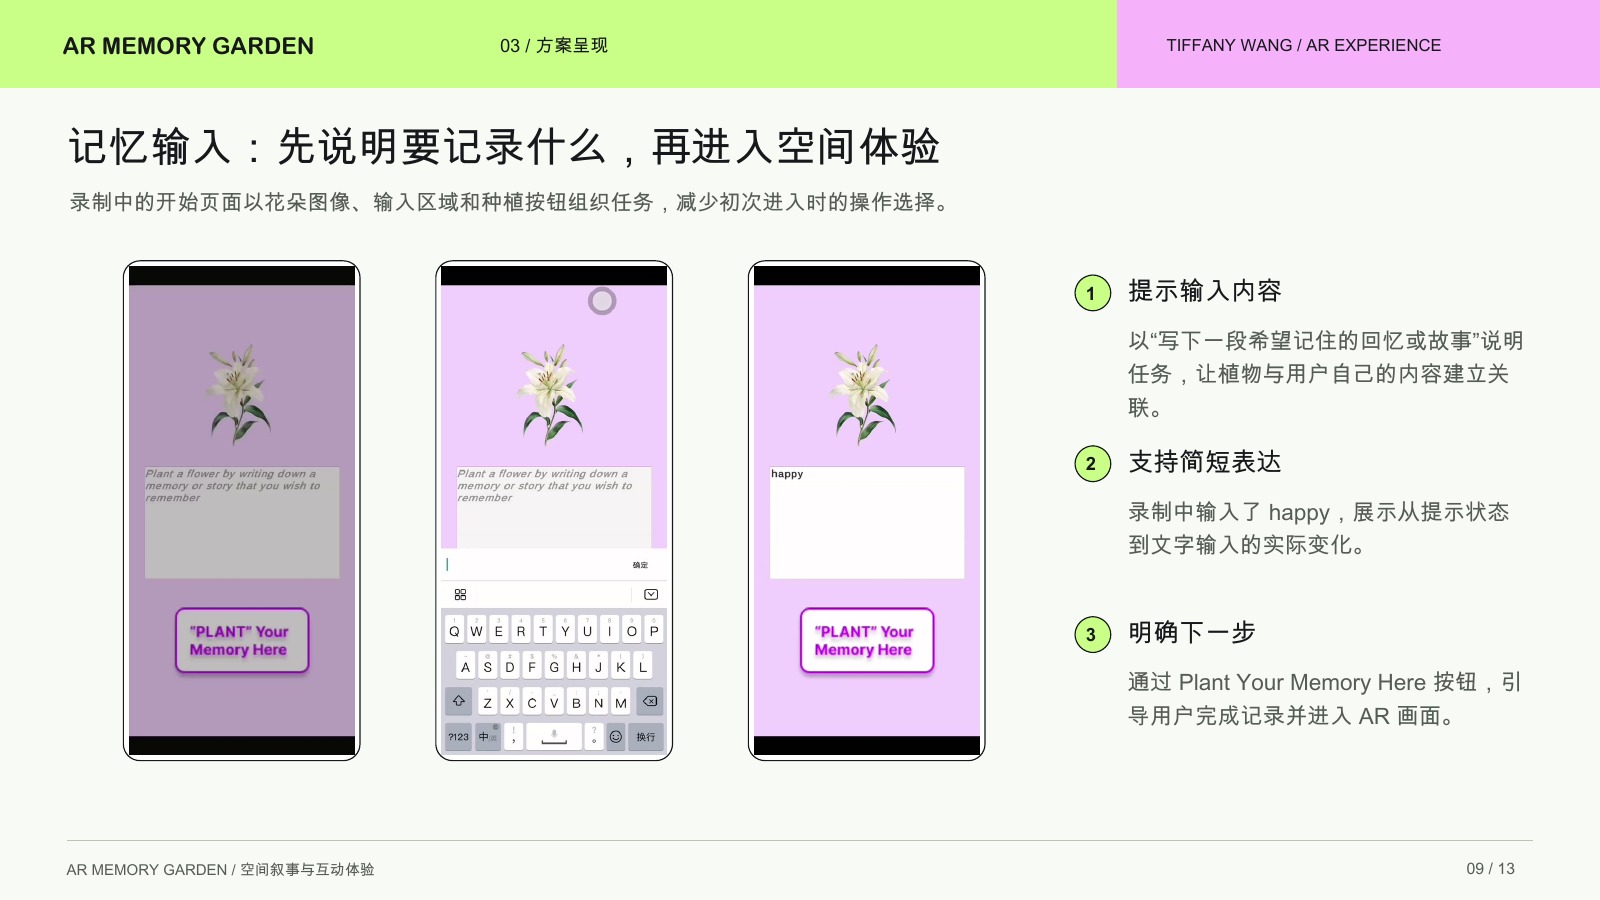 AR MEMORY GARDEN
03 / 方案呈现
TIFFANY WANG / AR EXPERIENCE
记忆输入：先说明要记录什么，再进入空间体验
录制中的开始页面以花朵图像、输入区域和种植按钮组织任务，减少初次进入时的操作选择。
Plant a flower by writing down a
memory or story that you wish to
remember
“PLANT” Your
Memory Here
Plant a flower by writing down a
memory or story that you wish to
remember
确定
Q W E R T Y U I O P
A S D F G H J K L
Z X C V B N M
?123 中 ， 。 换行
happy
“PLANT” Your
Memory Here
1 提示输入内容
以“写下一段希望记住的回忆或故事”说明
任务，让植物与用户自己的内容建立关
联。
2 支持简短表达
录制中输入了 happy，展示从提示状态
到文字输入的实际变化。
3 明确下一步
通过 Plant Your Memory Here 按钮，引
导用户完成记录并进入 AR 画面。
AR MEMORY GARDEN / 空间叙事与互动体验
09 / 13